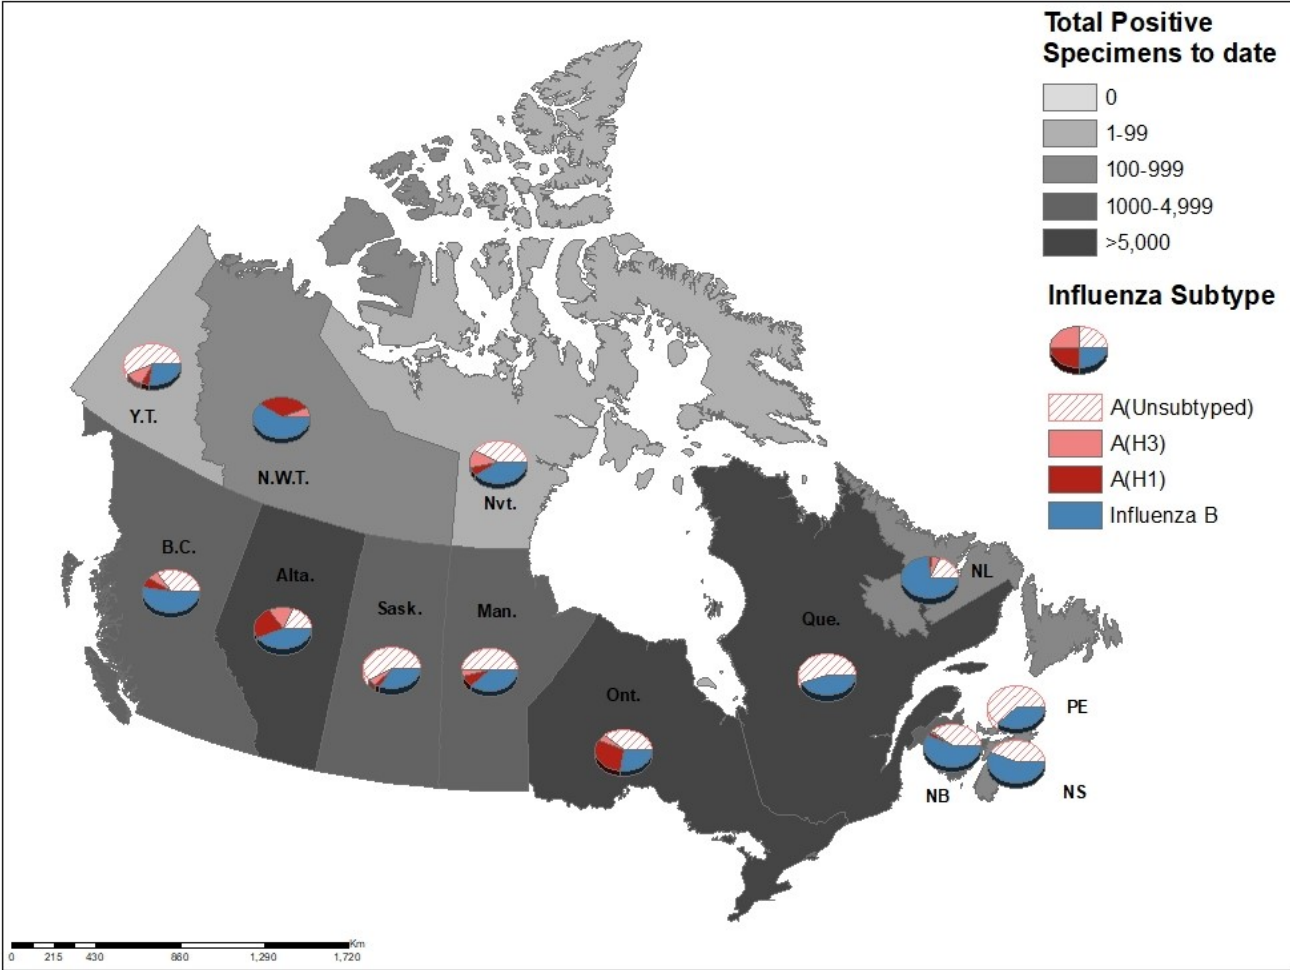 Total Positive
Specimens to date
0
1-99
100-999
1000-4,999
>5,000
Influenza Subtype
A(Unsubtyped)
A(H3)
A(H1)
Influenza B
Y.T.
N.W.T.
Nvt.
B.C.
Alta.
Sask.
Man.
Ont.
Que.
NL
PE
NB
NS
Km
0 215 430 860 1,290 1,720